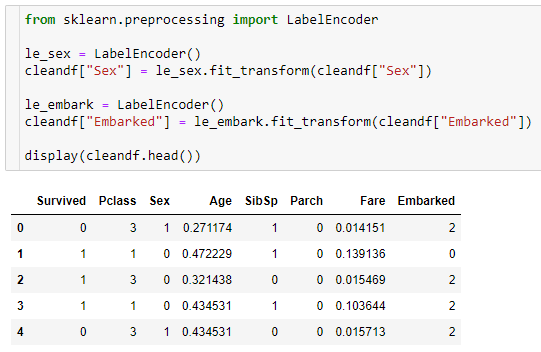 from sklearn.preprocessing import LabelEncoder
le_sex = LabelEncoder()
cleandf["Sex"] = le_sex.fit_transform(cleandf["Sex"])
le_embark = LabelEncoder()
cleandf["Embarked"] = le_embark.fit_transform(cleandf["Embarked"])
display(cleandf.head())
Survived Pclass Sex Age SibSp Parch Fare Embarked
0 0 3 1 0.271174 1 0 0.014151 2
1 1 1 0 0.472229 1 0 0.139136 0
2 1 3 0 0.321438 0 0 0.015469 2
3 1 1 0 0.434531 1 0 0.103644 2
4 0 3 1 0.434531 0 0 0.015713 2